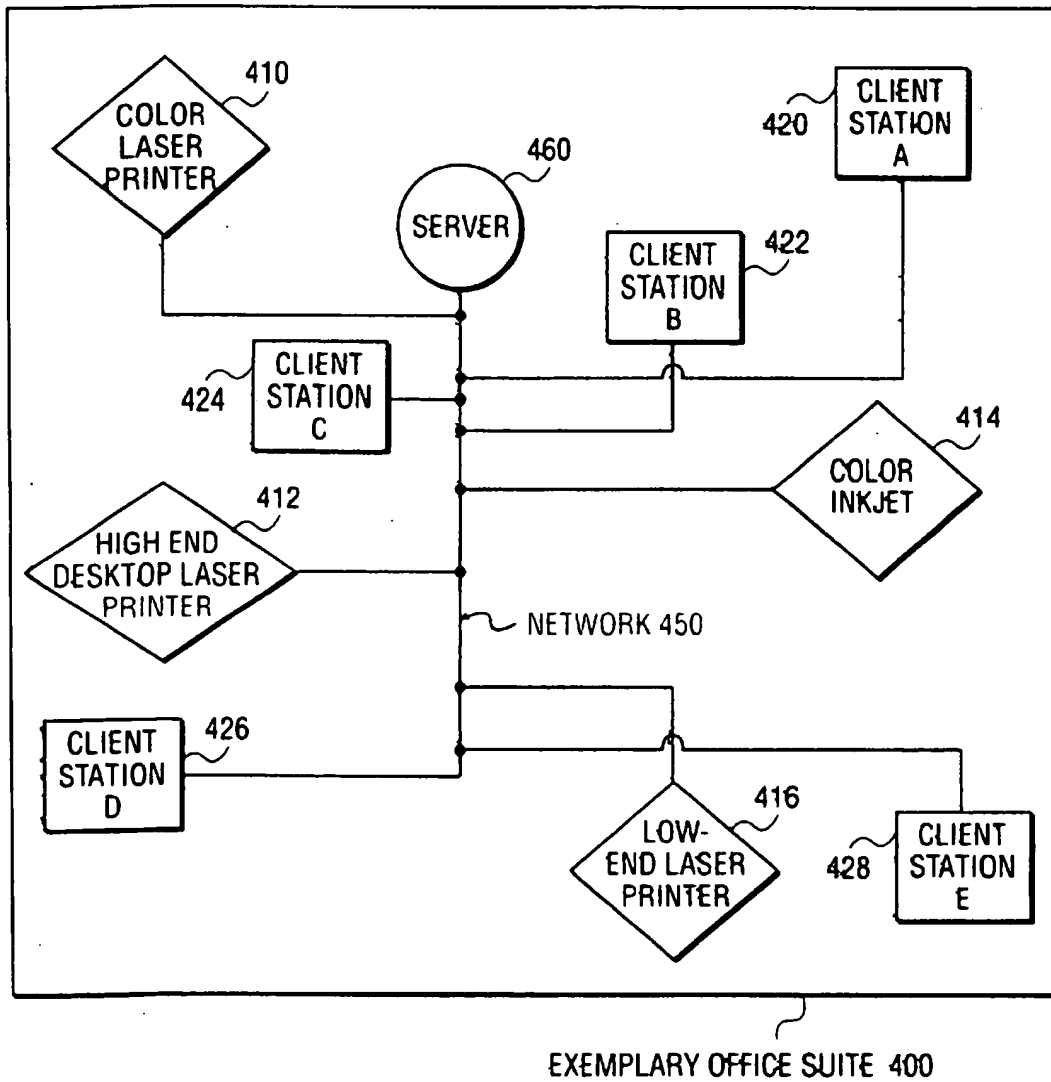 410
COLOR
LASER
PRINTER
460
SERVER
420
CLIENT
STATION
A
422
CLIENT
STATION
B
424
CLIENT
STATION
C
414
COLOR
INKJET
412
HIGH END
DESKTOP LASER
PRINTER
NETWORK 450
426
CLIENT
STATION
D
416
LOW-
END LASER
PRINTER
428
CLIENT
STATION
E
EXEMPLARY OFFICE SUITE 400